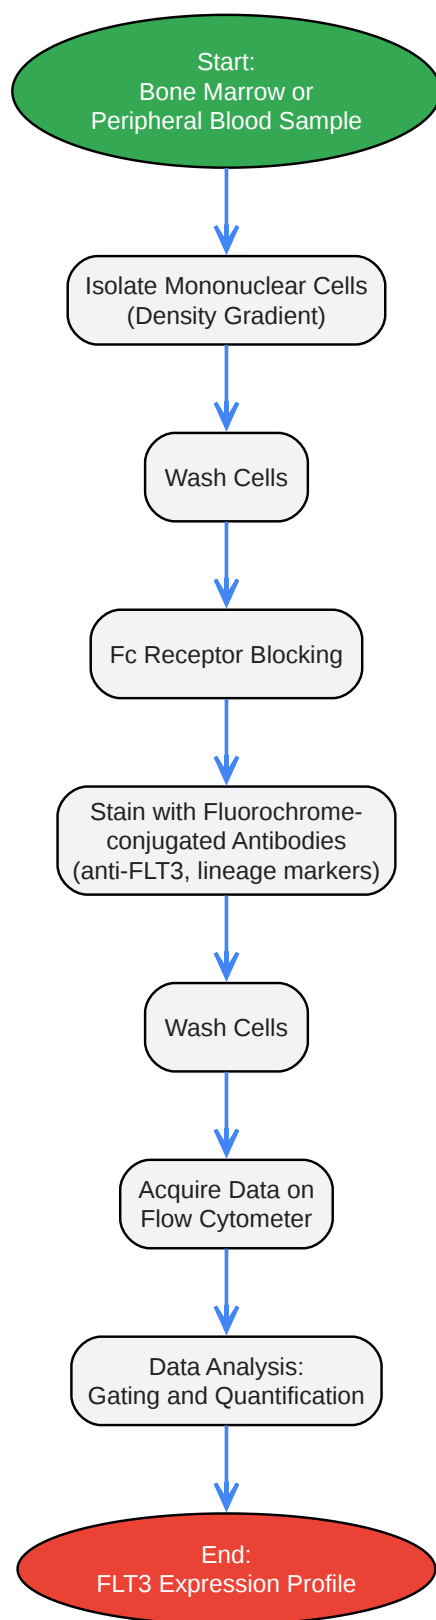 Start:
Bone Marrow or
Peripheral Blood Sample
Isolate Mononuclear Cells
(Density Gradient)
Wash Cells
Fc Receptor Blocking
Stain with Fluorochrome-
conjugated Antibodies
(anti-FLT3, lineage markers)
Wash Cells
Acquire Data on
Flow Cytometer
Data Analysis:
Gating and Quantification
End:
FLT3 Expression Profile